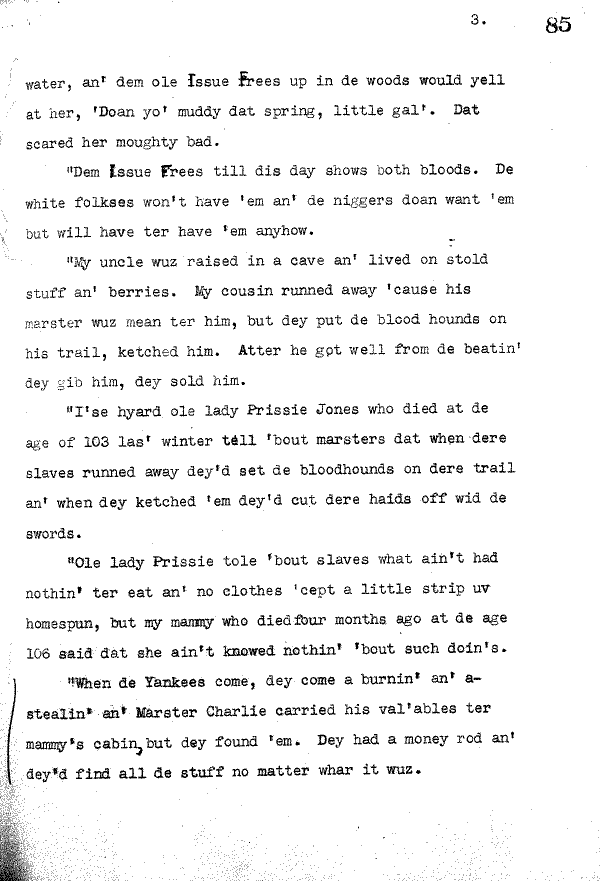 3. 85
water, an' dem ole Issue Frees up in de woods would yell
at her, 'Doan yo' muddy dat spring, little gal'. Dat
scared her moughty bad.
"Dem Issue Frees till dis day shows both bloods. De
white folkses won't have 'em an' de niggers doan want 'em
but will have ter have 'em anyhow.
"My uncle wuz raised in a cave an' lived on stold
stuff an' berries. My cousin runned away 'cause his
marster wuz mean ter him, but dey put de blood hounds on
his trail, ketched him. Atter he got well from de beatin'
dey gib him, dey sold him.
"I'se hyard ole lady Prissie Jones who died at de
age of 103 las' winter tell 'bout marsters dat when dere
slaves runned away dey'd set de bloodhounds on dere trail
an' when dey ketched 'em dey'd cut dere haids off wid de
swords.
"Ole lady Prissie tole 'bout slaves what ain't had
nothin' ter eat an' no clothes 'cept a little strip uv
homespun, but my mammy who died four months ago at de age
106 said dat she ain't knowed nothin' 'bout such doin's.
"When de Yankees come, dey come a burnin' an' a-
stealin' an' Marster Charlie carried his val'ables ter
mammy's cabin, but dey found 'em. Dey had a money rod an'
dey'd find all de stuff no matter whar it wuz.